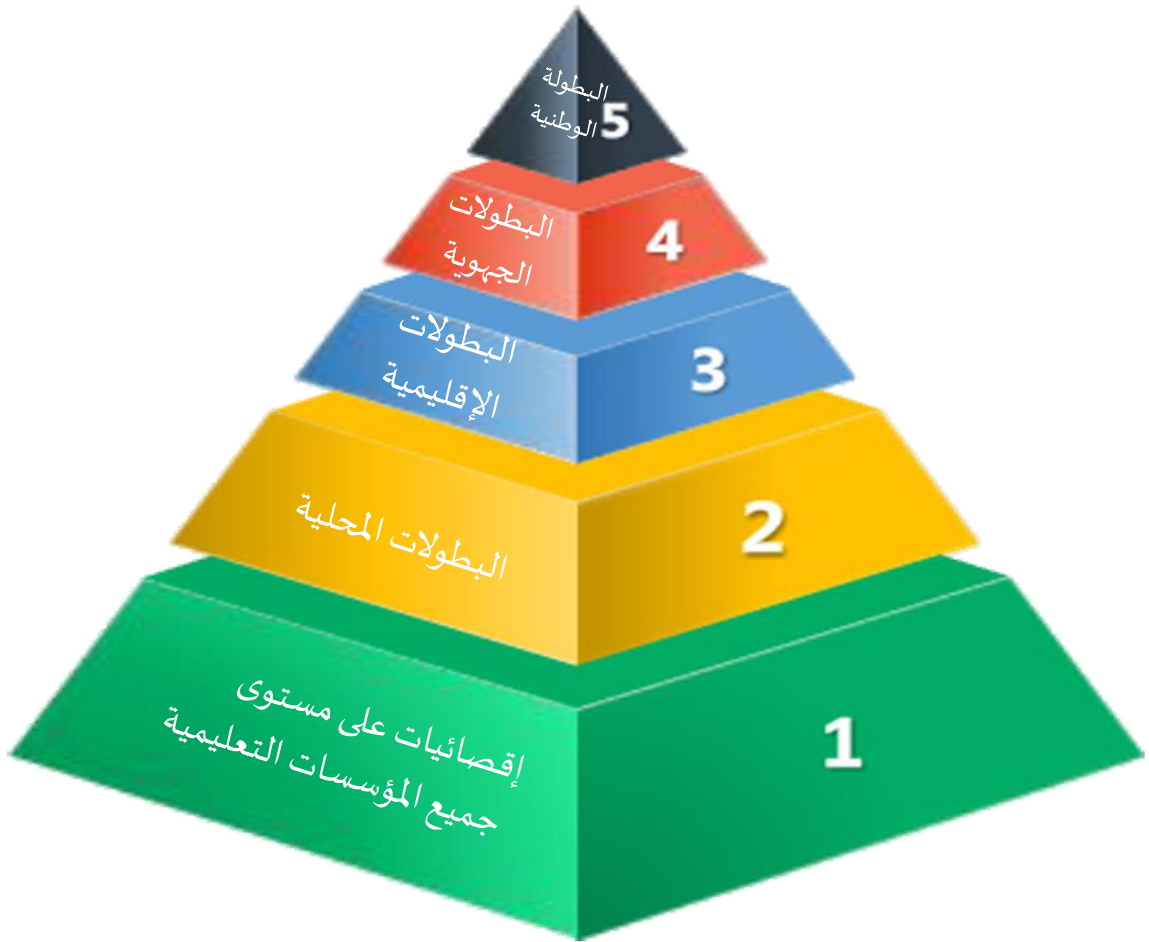 البطولة
الوطنية
5
البطولات
الجهوية
4
البطولات
الإقليمية
3
البطولات المحلية
2
إقصائيات على مستوى
جميع المؤسسات التعليمية
1